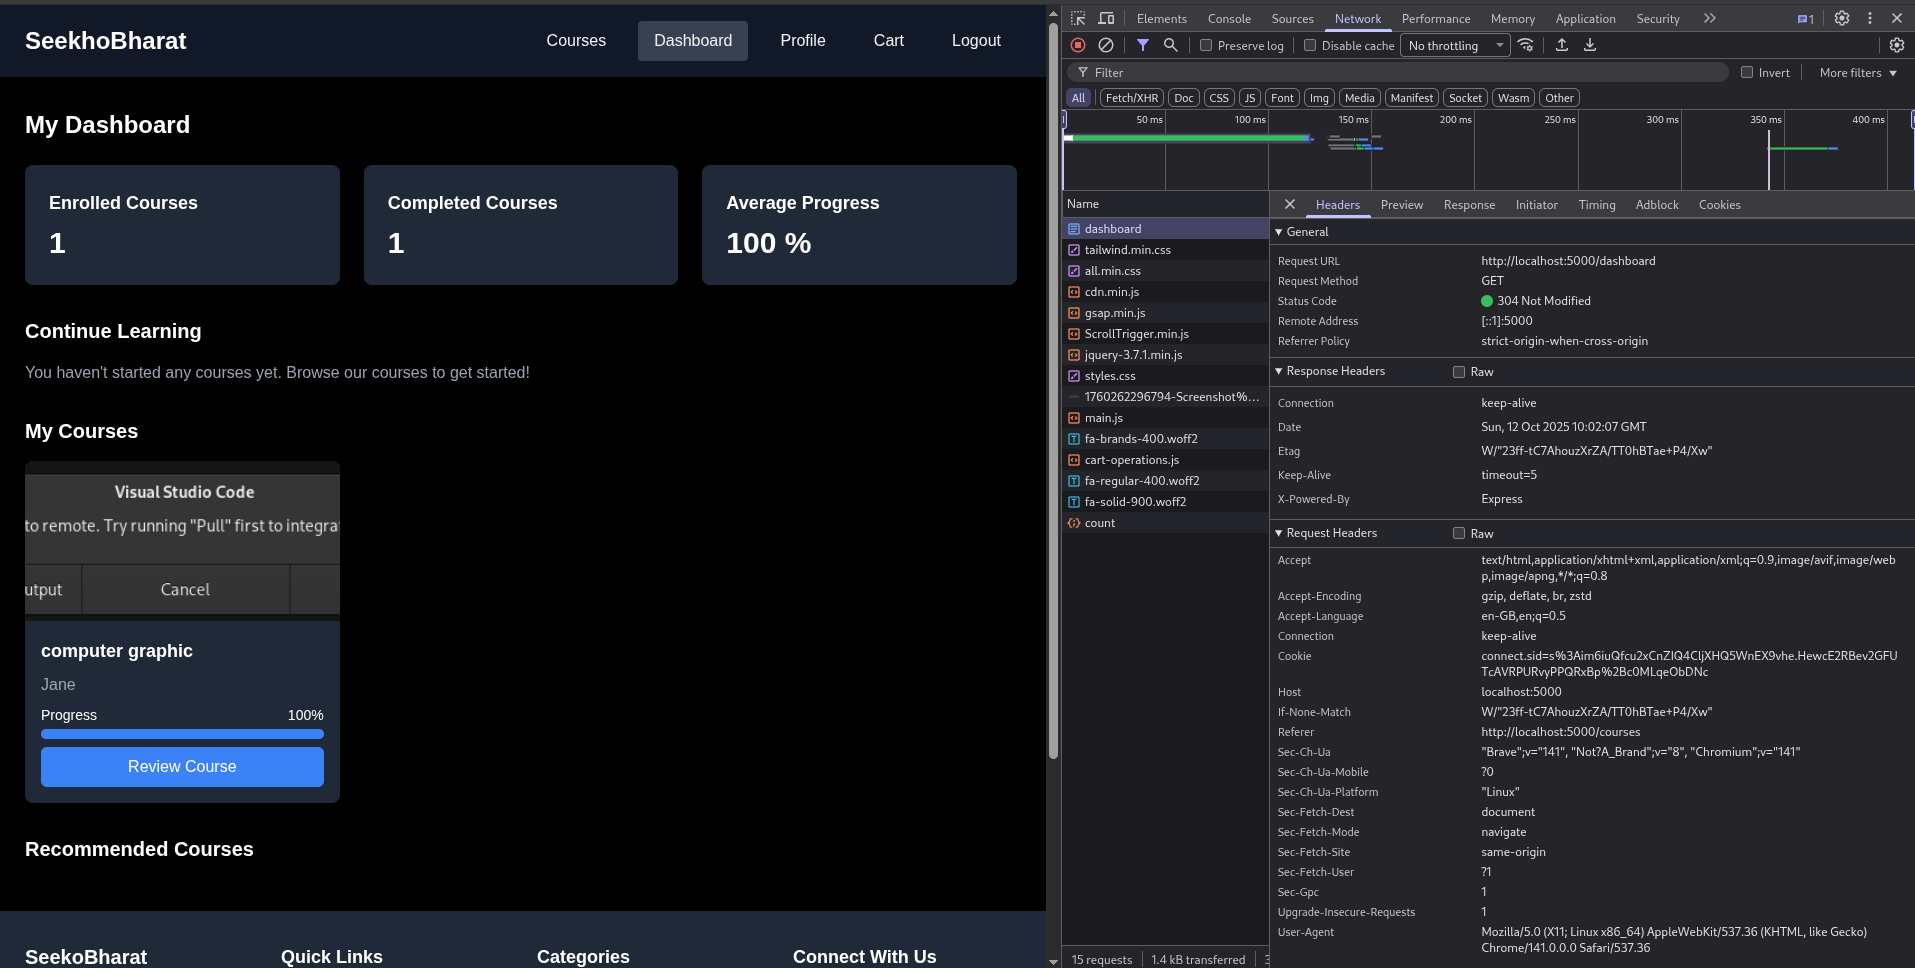 SeekhoBharat
Courses
Dashboard
Profile
Cart
Logout
My Dashboard
Enrolled Courses
1
Completed Courses
1
Average Progress
100 %
Continue Learning
You haven't started any courses yet. Browse our courses to get started!
My Courses
Visual Studio Code
to remote. Try running "Pull" first to integra
utput
Cancel
computer graphic
Jane
Progress 100%
Review Course
Recommended Courses
SeekoBharat
Quick Links
Categories
Connect With Us
Elements
Console
Sources
Network
Performance
Memory
Application
Security
1
Preserve log
Disable cache
No throttling
Filter
Invert
More filters
All
Fetch/XHR
Doc
CSS
JS
Font
Img
Media
Manifest
Socket
Wasm
Other
50 ms
100 ms
150 ms
200 ms
250 ms
300 ms
350 ms
400 ms
Name
dashboard
tailwind.min.css
all.min.css
cdn.min.js
gsap.min.js
ScrollTrigger.min.js
jquery-3.7.1.min.js
styles.css
1760262296794-Screenshot%...
main.js
fa-brands-400.woff2
cart-operations.js
fa-regular-400.woff2
fa-solid-900.woff2
count
15 requests
1.4 kB transferred
Headers
Preview
Response
Initiator
Timing
Adblock
Cookies
General
Request URL http://localhost:5000/dashboard
Request Method GET
Status Code 304 Not Modified
Remote Address [::1]:5000
Referrer Policy strict-origin-when-cross-origin
Response Headers Raw
Connection keep-alive
Date Sun, 12 Oct 2025 10:02:07 GMT
Etag W/"23ff-tC7AhouzXrZA/TT0hBTae+P4/Xw"
Keep-Alive timeout=5
X-Powered-By Express
Request Headers Raw
Accept text/html,application/xhtml+xml,application/xml;q=0.9,image/avif,image/web
p,image/apng,*/*;q=0.8
Accept-Encoding gzip, deflate, br, zstd
Accept-Language en-GB,en;q=0.5
Connection keep-alive
Cookie connect.sid=s%3Aim6iuQfcu2xCnZIQ4CljXHQ5WnEX9vhe.HewcE2RBev2GFU
TcAVRPURvyPPQRxBp%2Bc0MLqeObDNc
Host localhost:5000
If-None-Match W/"23ff-tC7AhouzXrZA/TT0hBTae+P4/Xw"
Referer http://localhost:5000/courses
Sec-Ch-Ua "Brave";v="141", "Not?A_Brand";v="8", "Chromium";v="141"
Sec-Ch-Ua-Mobile ?0
Sec-Ch-Ua-Platform "Linux"
Sec-Fetch-Dest document
Sec-Fetch-Mode navigate
Sec-Fetch-Site same-origin
Sec-Fetch-User ?1
Sec-Gpc 1
Upgrade-Insecure-Requests 1
User-Agent Mozilla/5.0 (X11; Linux x86_64) AppleWebKit/537.36 (KHTML, like Gecko)
Chrome/141.0.0.0 Safari/537.36